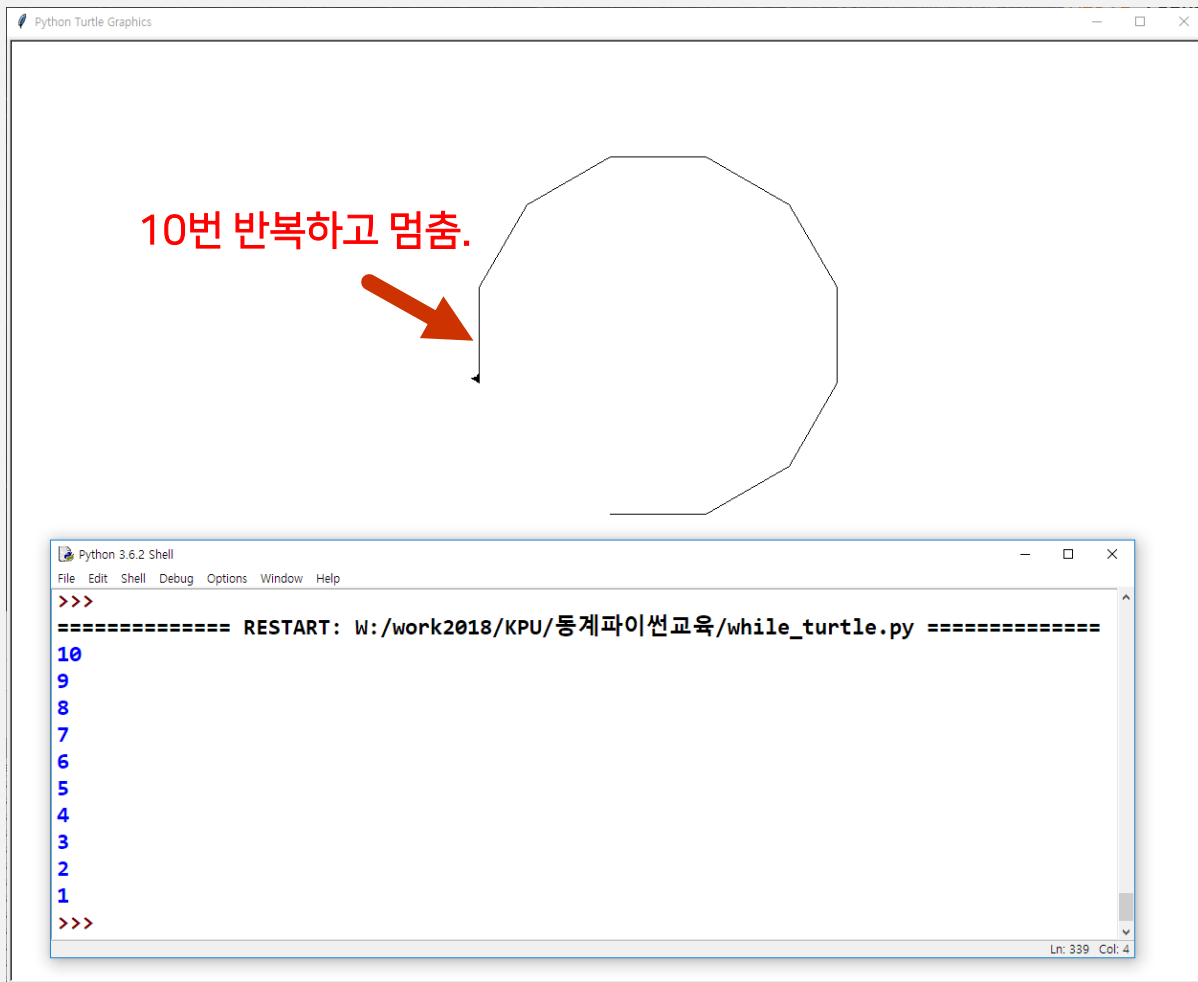 Python Turtle Graphics
10번 반복하고 멈춤.
Python 3.6.2 Shell
File Edit Shell Debug Options Window Help
>>>
============== RESTART: W:/work2018/KPU/동계파이썬교육/while_turtle.py ==============
10
9
8
7
6
5
4
3
2
1
>>>
Ln: 339 Col: 4